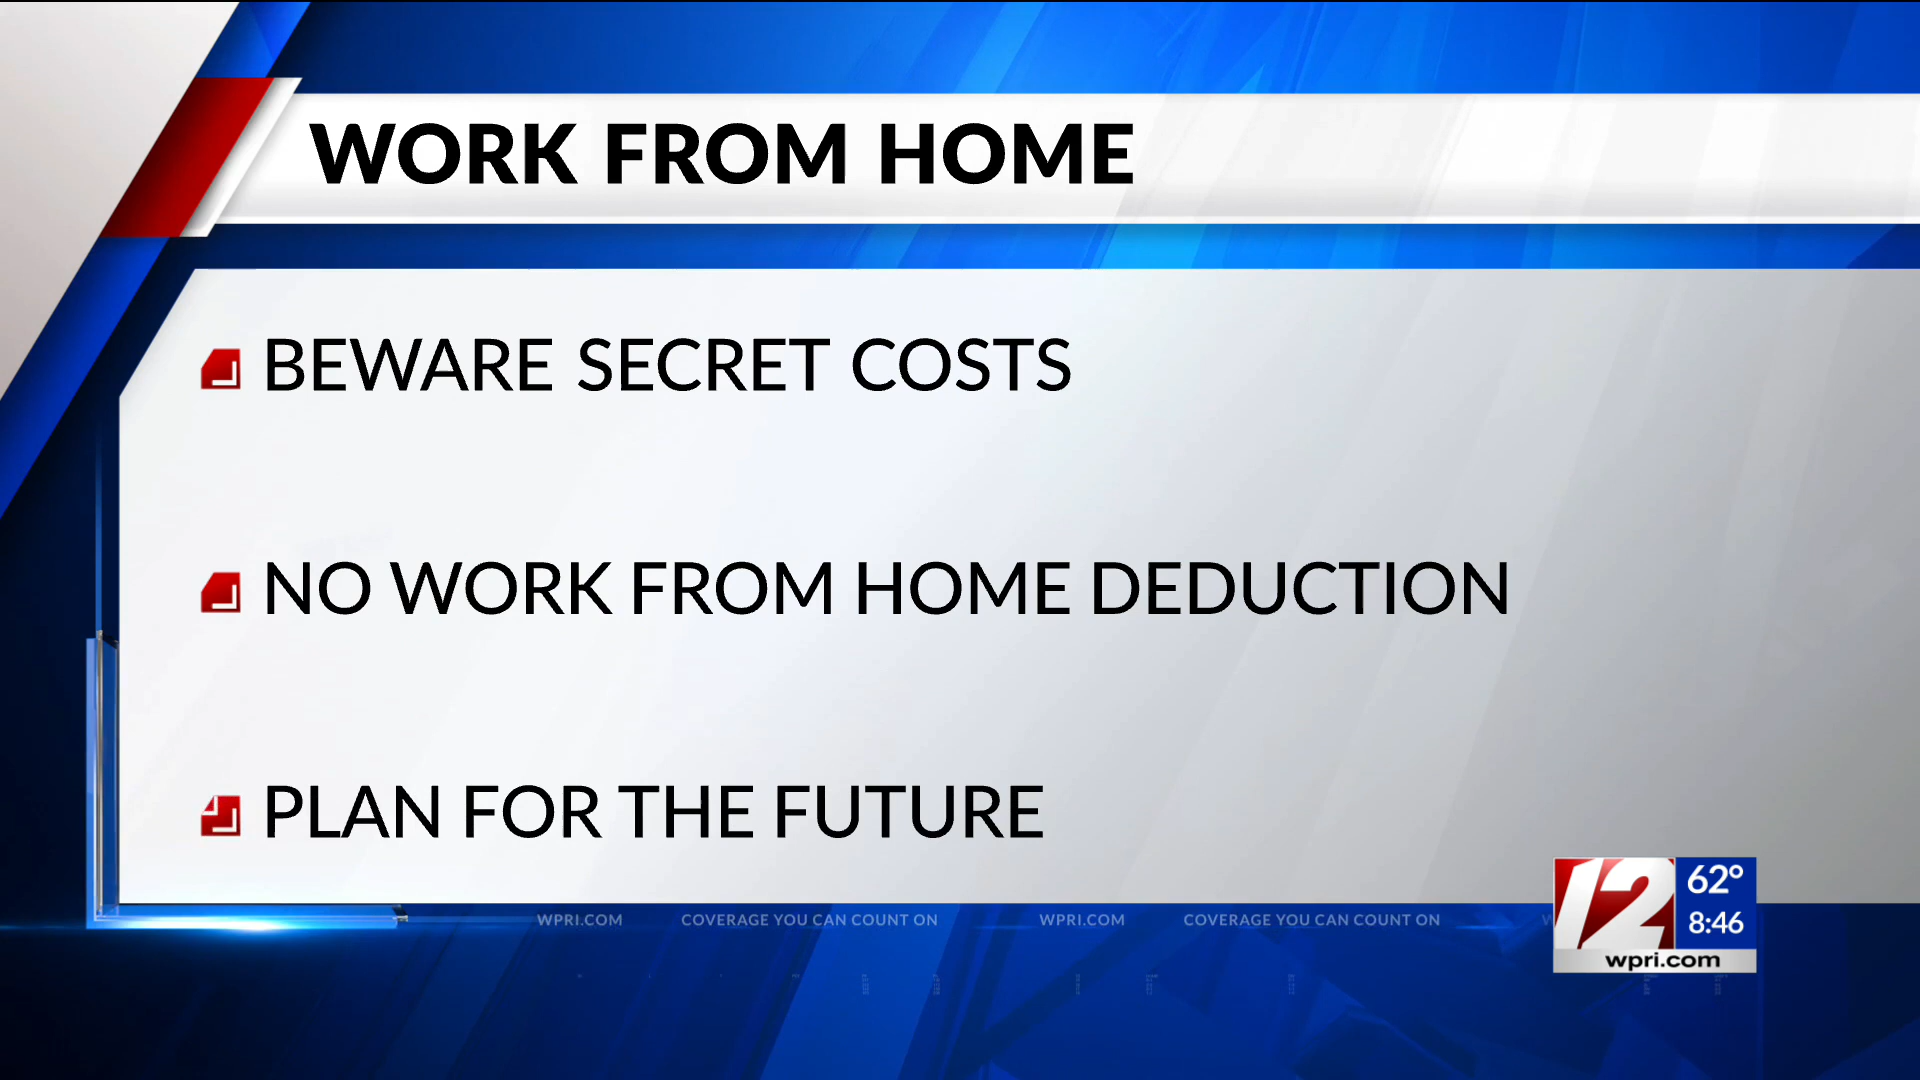 WORK FROM HOME
BEWARE SECRET COSTS
NO WORK FROM HOME DEDUCTION
PLAN FOR THE FUTURE
12
62°
8:46
wpri.com
WPRI.COM COVERAGE YOU CAN COUNT ON WPRI.COM COVERAGE YOU CAN COUNT ON